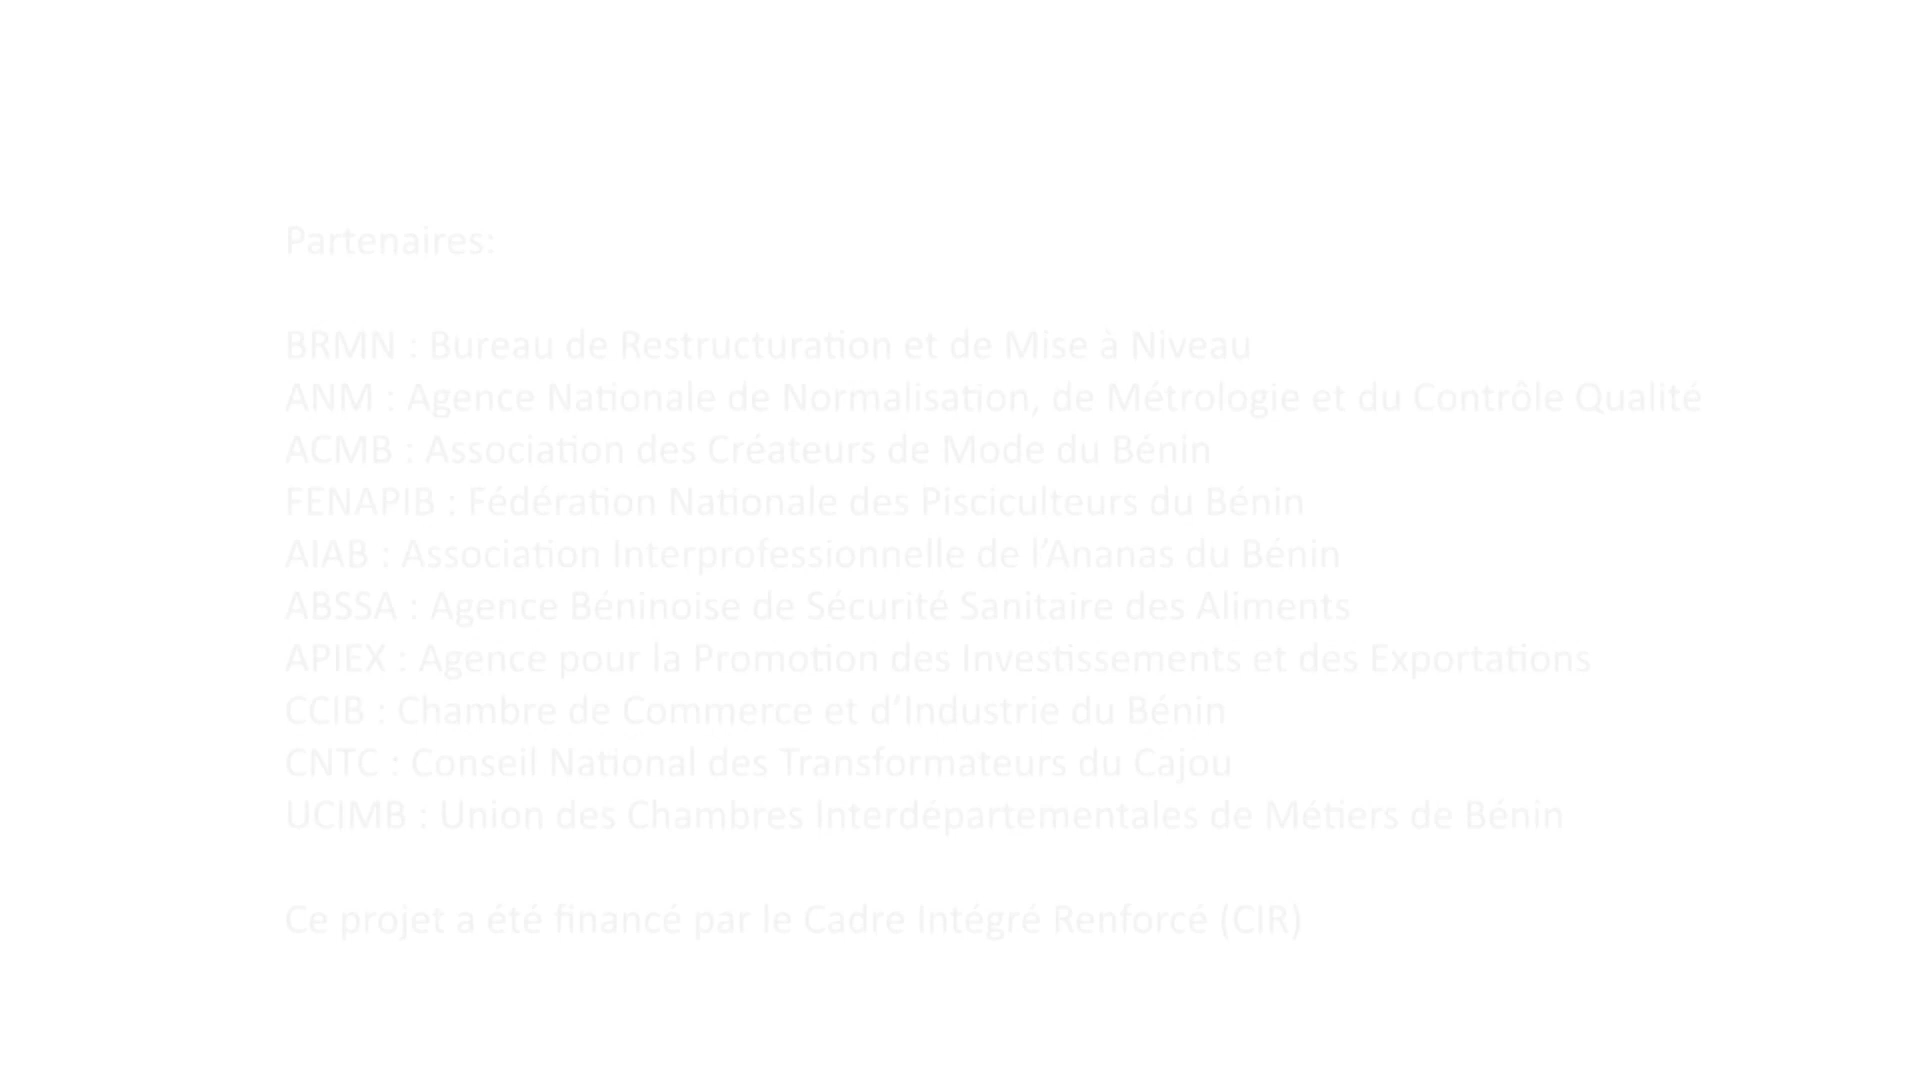 Partenaires:
BRMN : Bureau de Restructuration et de Mise à Niveau
ANM : Agence Nationale de Normalisation, de Métrologie et du Contrôle Qualité
ACMB : Association des Créateurs de Mode du Bénin
FENAPIB : Fédération Nationale des Pisciculteurs du Bénin
AIAB : Association Interprofessionnelle de l’Ananas du Bénin
ABSSA : Agence Béninoise de Sécurité Sanitaire des Aliments
APIEX : Agence pour la Promotion des Investissements et des Exportations
CCIB : Chambre de Commerce et d’Industrie du Bénin
CNTC : Conseil National des Transformateurs du Cajou
UCIMB : Union des Chambres Interdépartementales de Métiers de Bénin
Ce projet a été financé par le Cadre Intégré Renforcé (CIR)